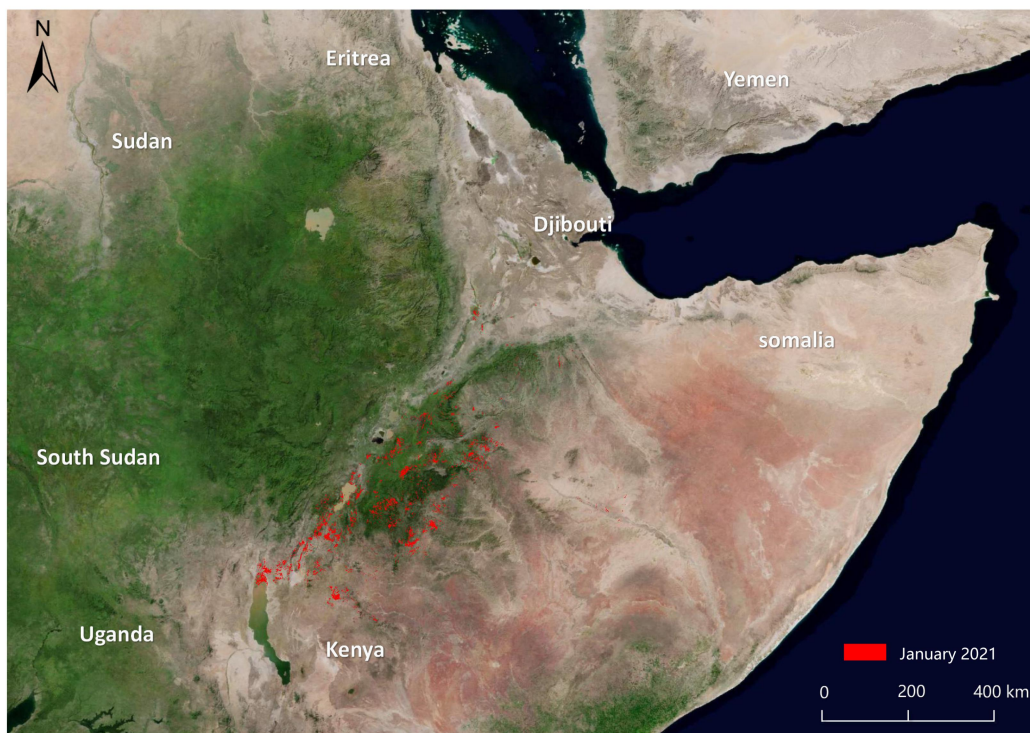 N
Eritrea
Yemen
Sudan
Djibouti
somalia
South Sudan
Uganda
Kenya
January 2021
0 200 400 km